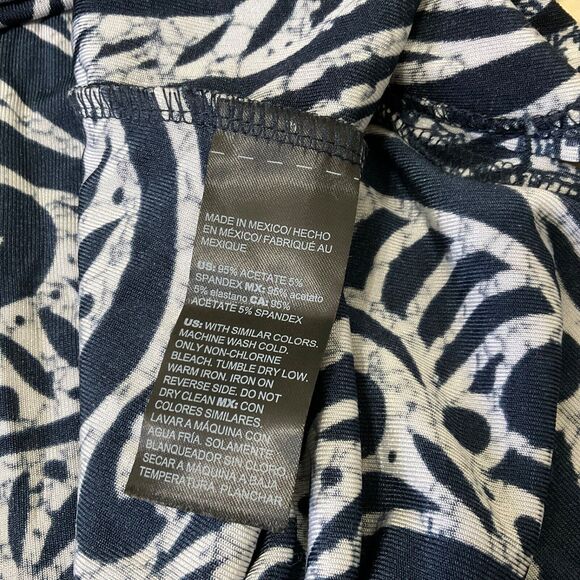 MADE IN MEXICO/ HECHO
EN MÉXICO/ FABRIQUÉ AU
MEXIQUE
US: 95% ACETATE 5%
SPANDEX MX: 95% acetato
5% elastano CA: 95%
ACÉTATE 5% SPANDEX
US: WITH SIMILAR COLORS.
MACHINE WASH COLD.
ONLY NON-CHLORINE
BLEACH. TUMBLE DRY LOW.
WARM IRON. IRON ON
REVERSE SIDE. DO NOT
DRY CLEAN MX: CON
COLORES SIMILARES.
LAVAR A MÁQUINA CON
AGUA FRÍA. SOLAMENTE
BLANQUEADOR SIN CLORO.
SECAR A MÁQUINA A BAJA
TEMPERATURA. PLANCHAR